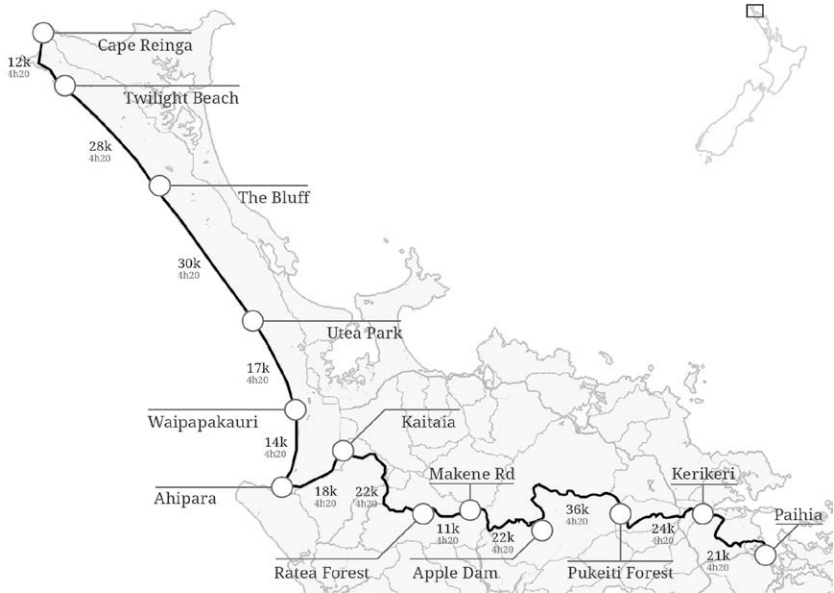 Cape Reinga
12k
4h20
Twilight Beach
28k
4h20
The Bluff
30k
4h20
Utea Park
17k
4h20
Waipapakauri
Kaitaia
14k
4h20
Ahipara
18k
4h20
22k
4h20
Makene Rd
Kerikeri
Ratea Forest
11k
4h20
22k
4h20
Apple Dam
36k
4h20
Pukeiti Forest
24k
4h20
21k
4h20
Paihia